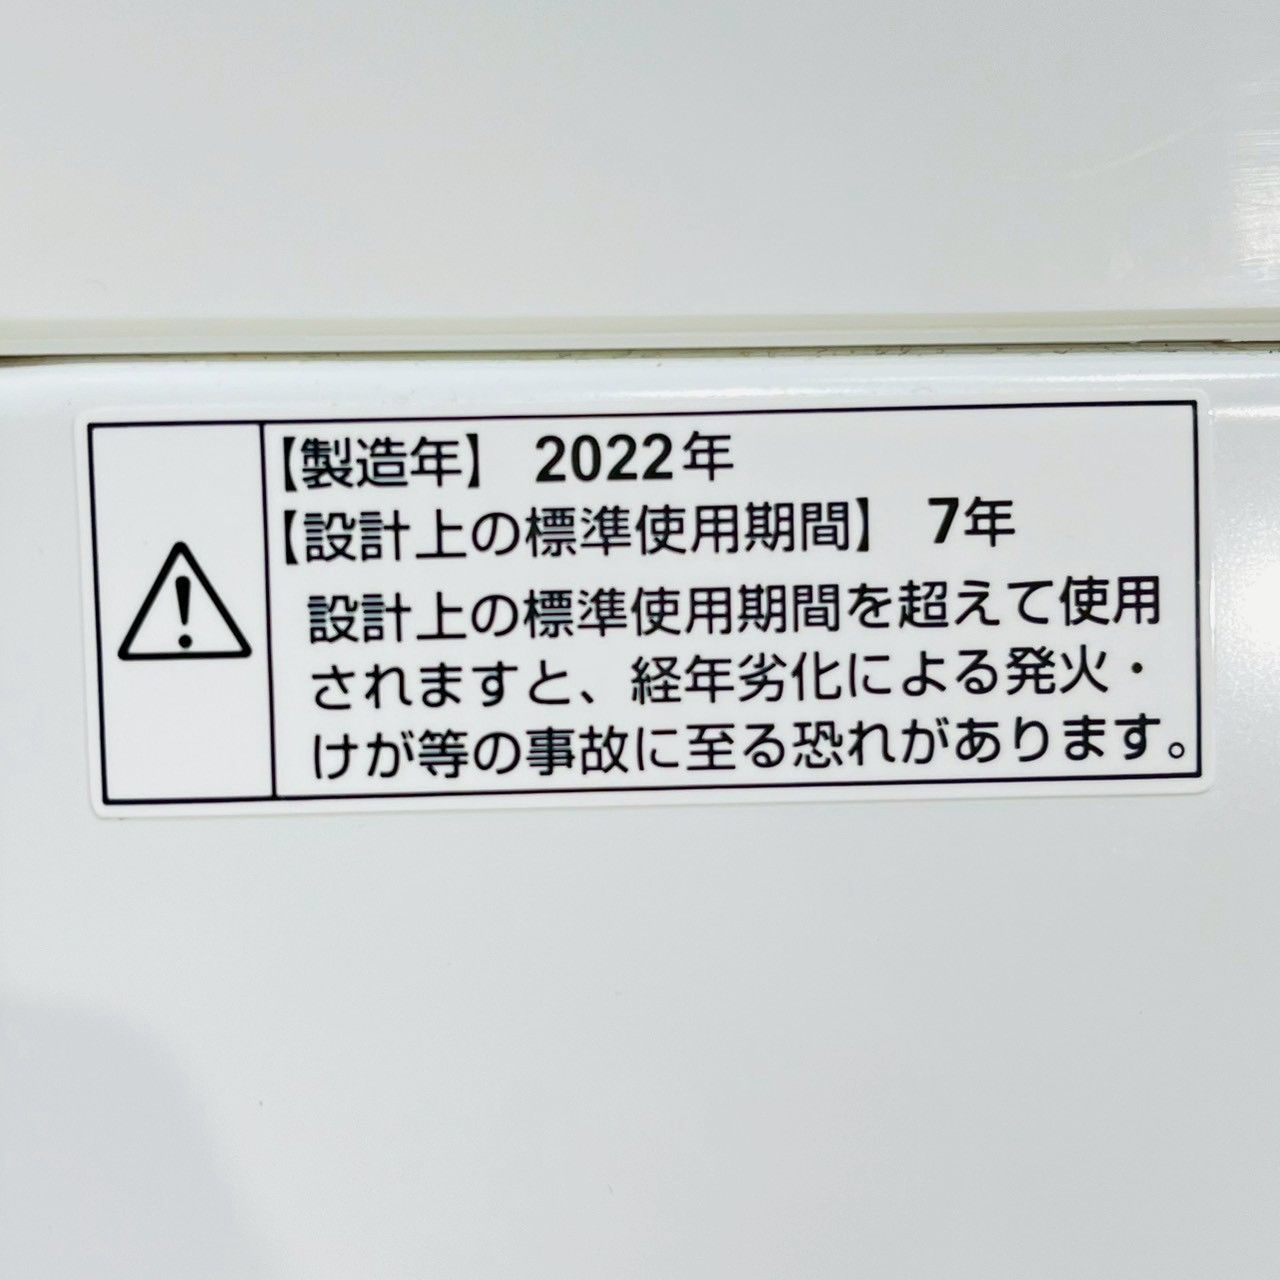 【製造年】 2022年
【設計上の標準使用期間】 7年
設計上の標準使用期間を超えて使用
されますと、経年劣化による発火・
けが等の事故に至る恐れがあります。